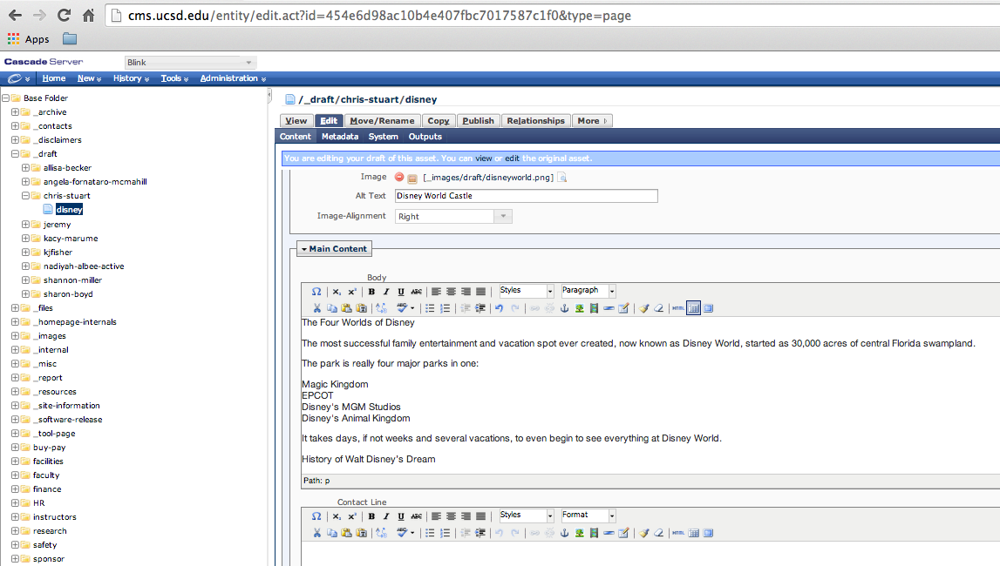 cms.ucsd.edu/entity/edit.act?id=454e6d98ac10b4e407fbc7017587c1f0&type=page
Apps
Cascade Server
Blink
Home New History Tools Administration
Base Folder
_archive
_contacts
_disclaimers
_draft
allisa-becker
angela-fornataro-mcmahill
chris-stuart
disney
jeremy
kacy-marume
kjfisher
nadiyah-albee-active
shannon-miller
sharon-boyd
_files
_homepage-internals
_images
_internal
_misc
_report
_resources
_site-information
_software-release
_tool-page
buy-pay
facilities
faculty
finance
HR
instructors
research
safety
sponsor
/_draft/chris-stuart/disney
View Edit Move/Rename Copy Publish Relationships More
Content Metadata System Outputs
You are editing your draft of this asset. You can view or edit the original asset.
Image [_images/draft/disneyworld.png]
Alt Text Disney World Castle
Image-Alignment Right
Main Content
Body
Ω x₂ x² B I U ABC Styles Paragraph
HTML
The Four Worlds of Disney
The most successful family entertainment and vacation spot ever created, now known as Disney World, started as 30,000 acres of central Florida swampland.
The park is really four major parks in one:
Magic Kingdom
EPCOT
Disney's MGM Studios
Disney's Animal Kingdom
It takes days, if not weeks and several vacations, to even begin to see everything at Disney World.
History of Walt Disney's Dream
Path: p
Contact Line
Ω x₂ x² B I U ABC Styles Format
HTML